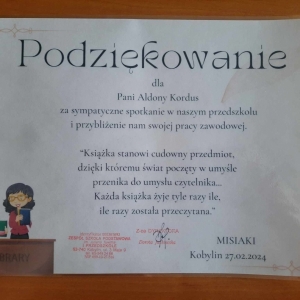 Podziękowanie
dla
Pani Aldony Kordus
za sympatyczne spotkanie w naszym przedszkolu
i przybliżenie nam swojej pracy zawodowej.
"Książka stanowi cudowny przedmiot,
dzięki któremu świat poczęty w umyśle
przenika do umysłu czytelnika...
Każda książka żyje tyle razy ile,
ile razy została przeczytana."
MISIAKI
Kobylin 27.02.2024